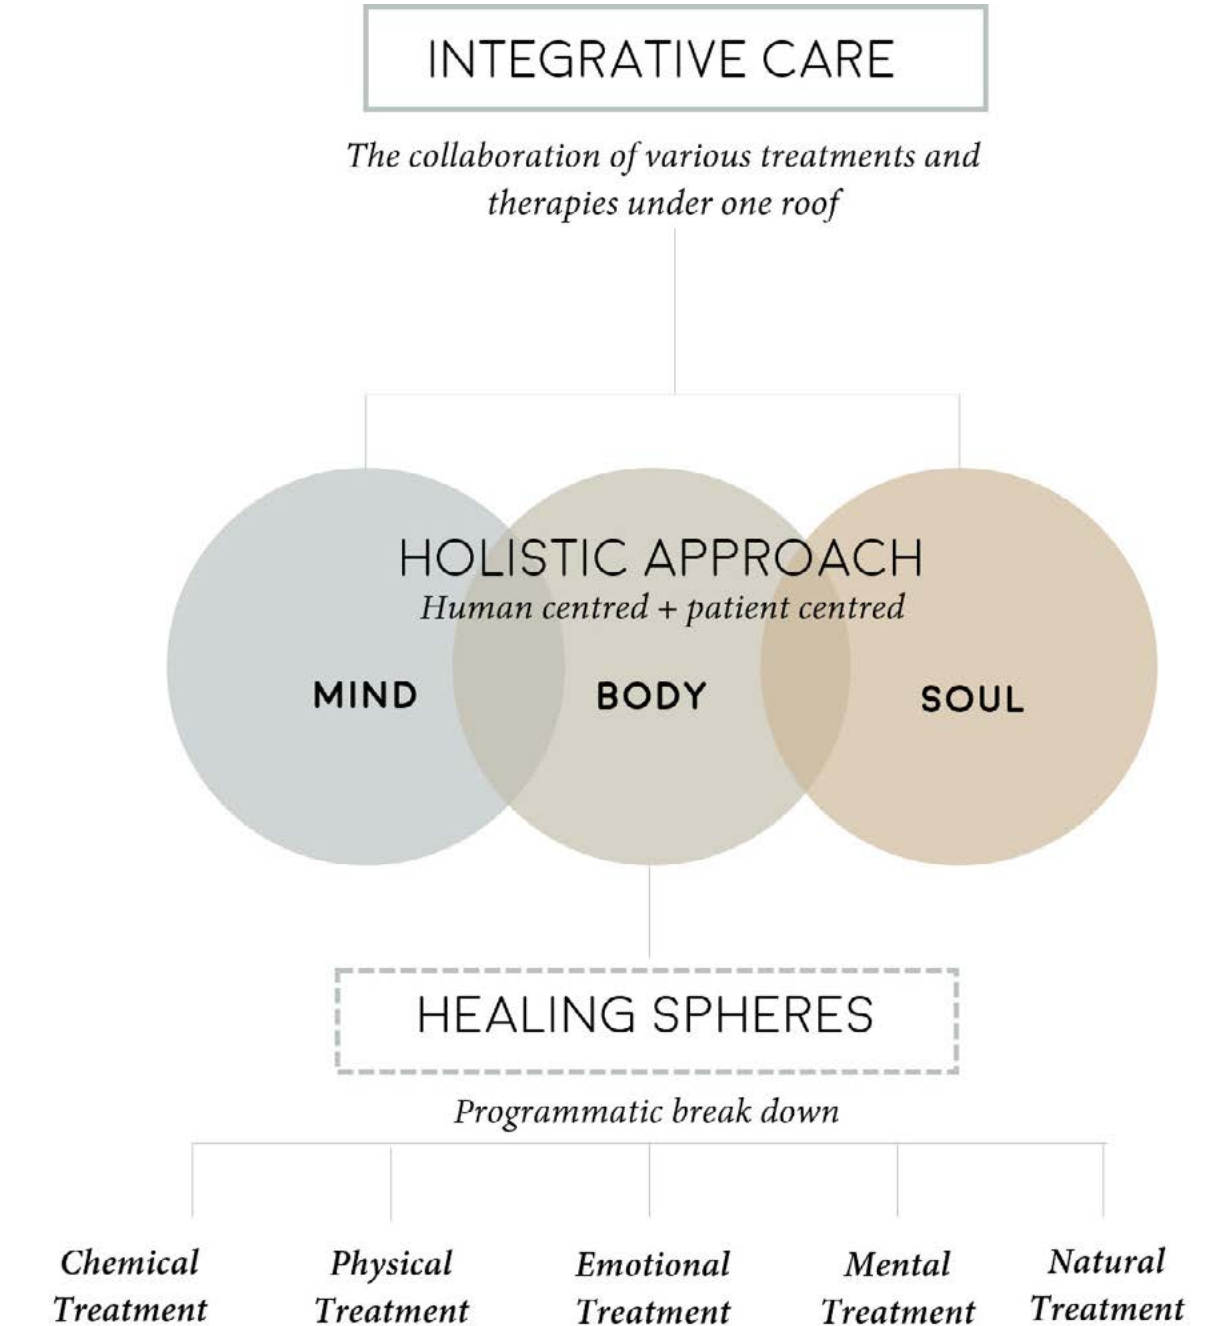 INTEGRATIVE CARE
The collaboration of various treatments and
therapies under one roof
HOLISTIC APPROACH
Human centred + patient centred
MIND
BODY
SOUL
HEALING SPHERES
Programmatic break down
Chemical
Treatment
Physical
Treatment
Emotional
Treatment
Mental
Treatment
Natural
Treatment